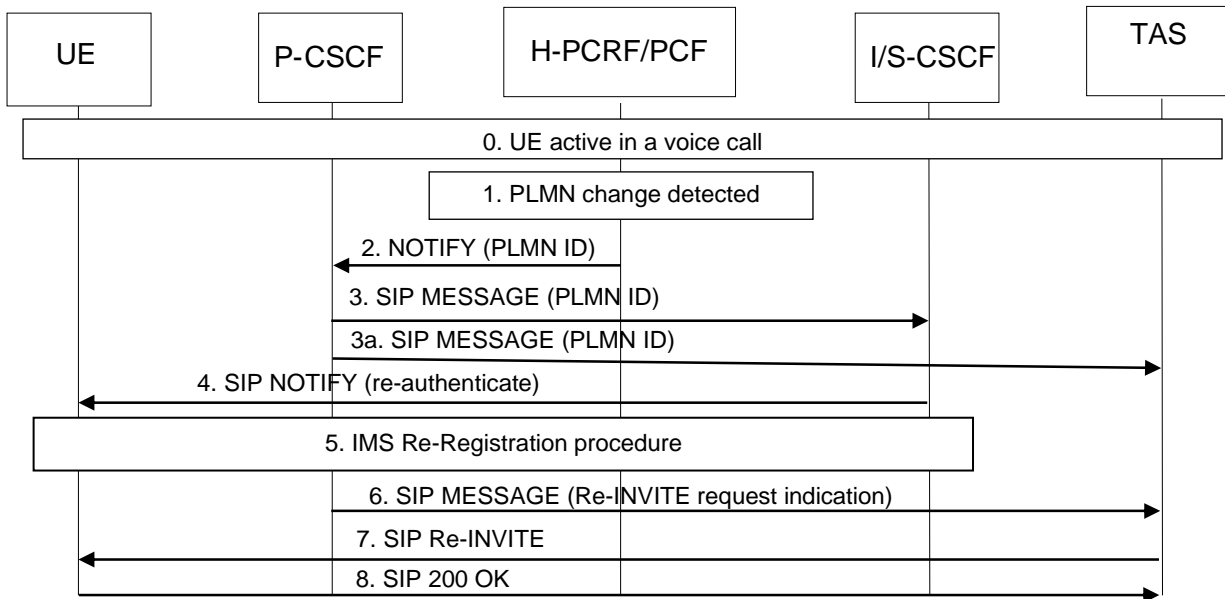 UE
P-CSCF
H-PCRF/PCF
I/S-CSCF
TAS
0. UE active in a voice call
1. PLMN change detected
2. NOTIFY (PLMN ID)
3. SIP MESSAGE (PLMN ID)
3a. SIP MESSAGE (PLMN ID)
4. SIP NOTIFY (re-authenticate)
5. IMS Re-Registration procedure
6. SIP MESSAGE (Re-INVITE request indication)
7. SIP Re-INVITE
8. SIP 200 OK